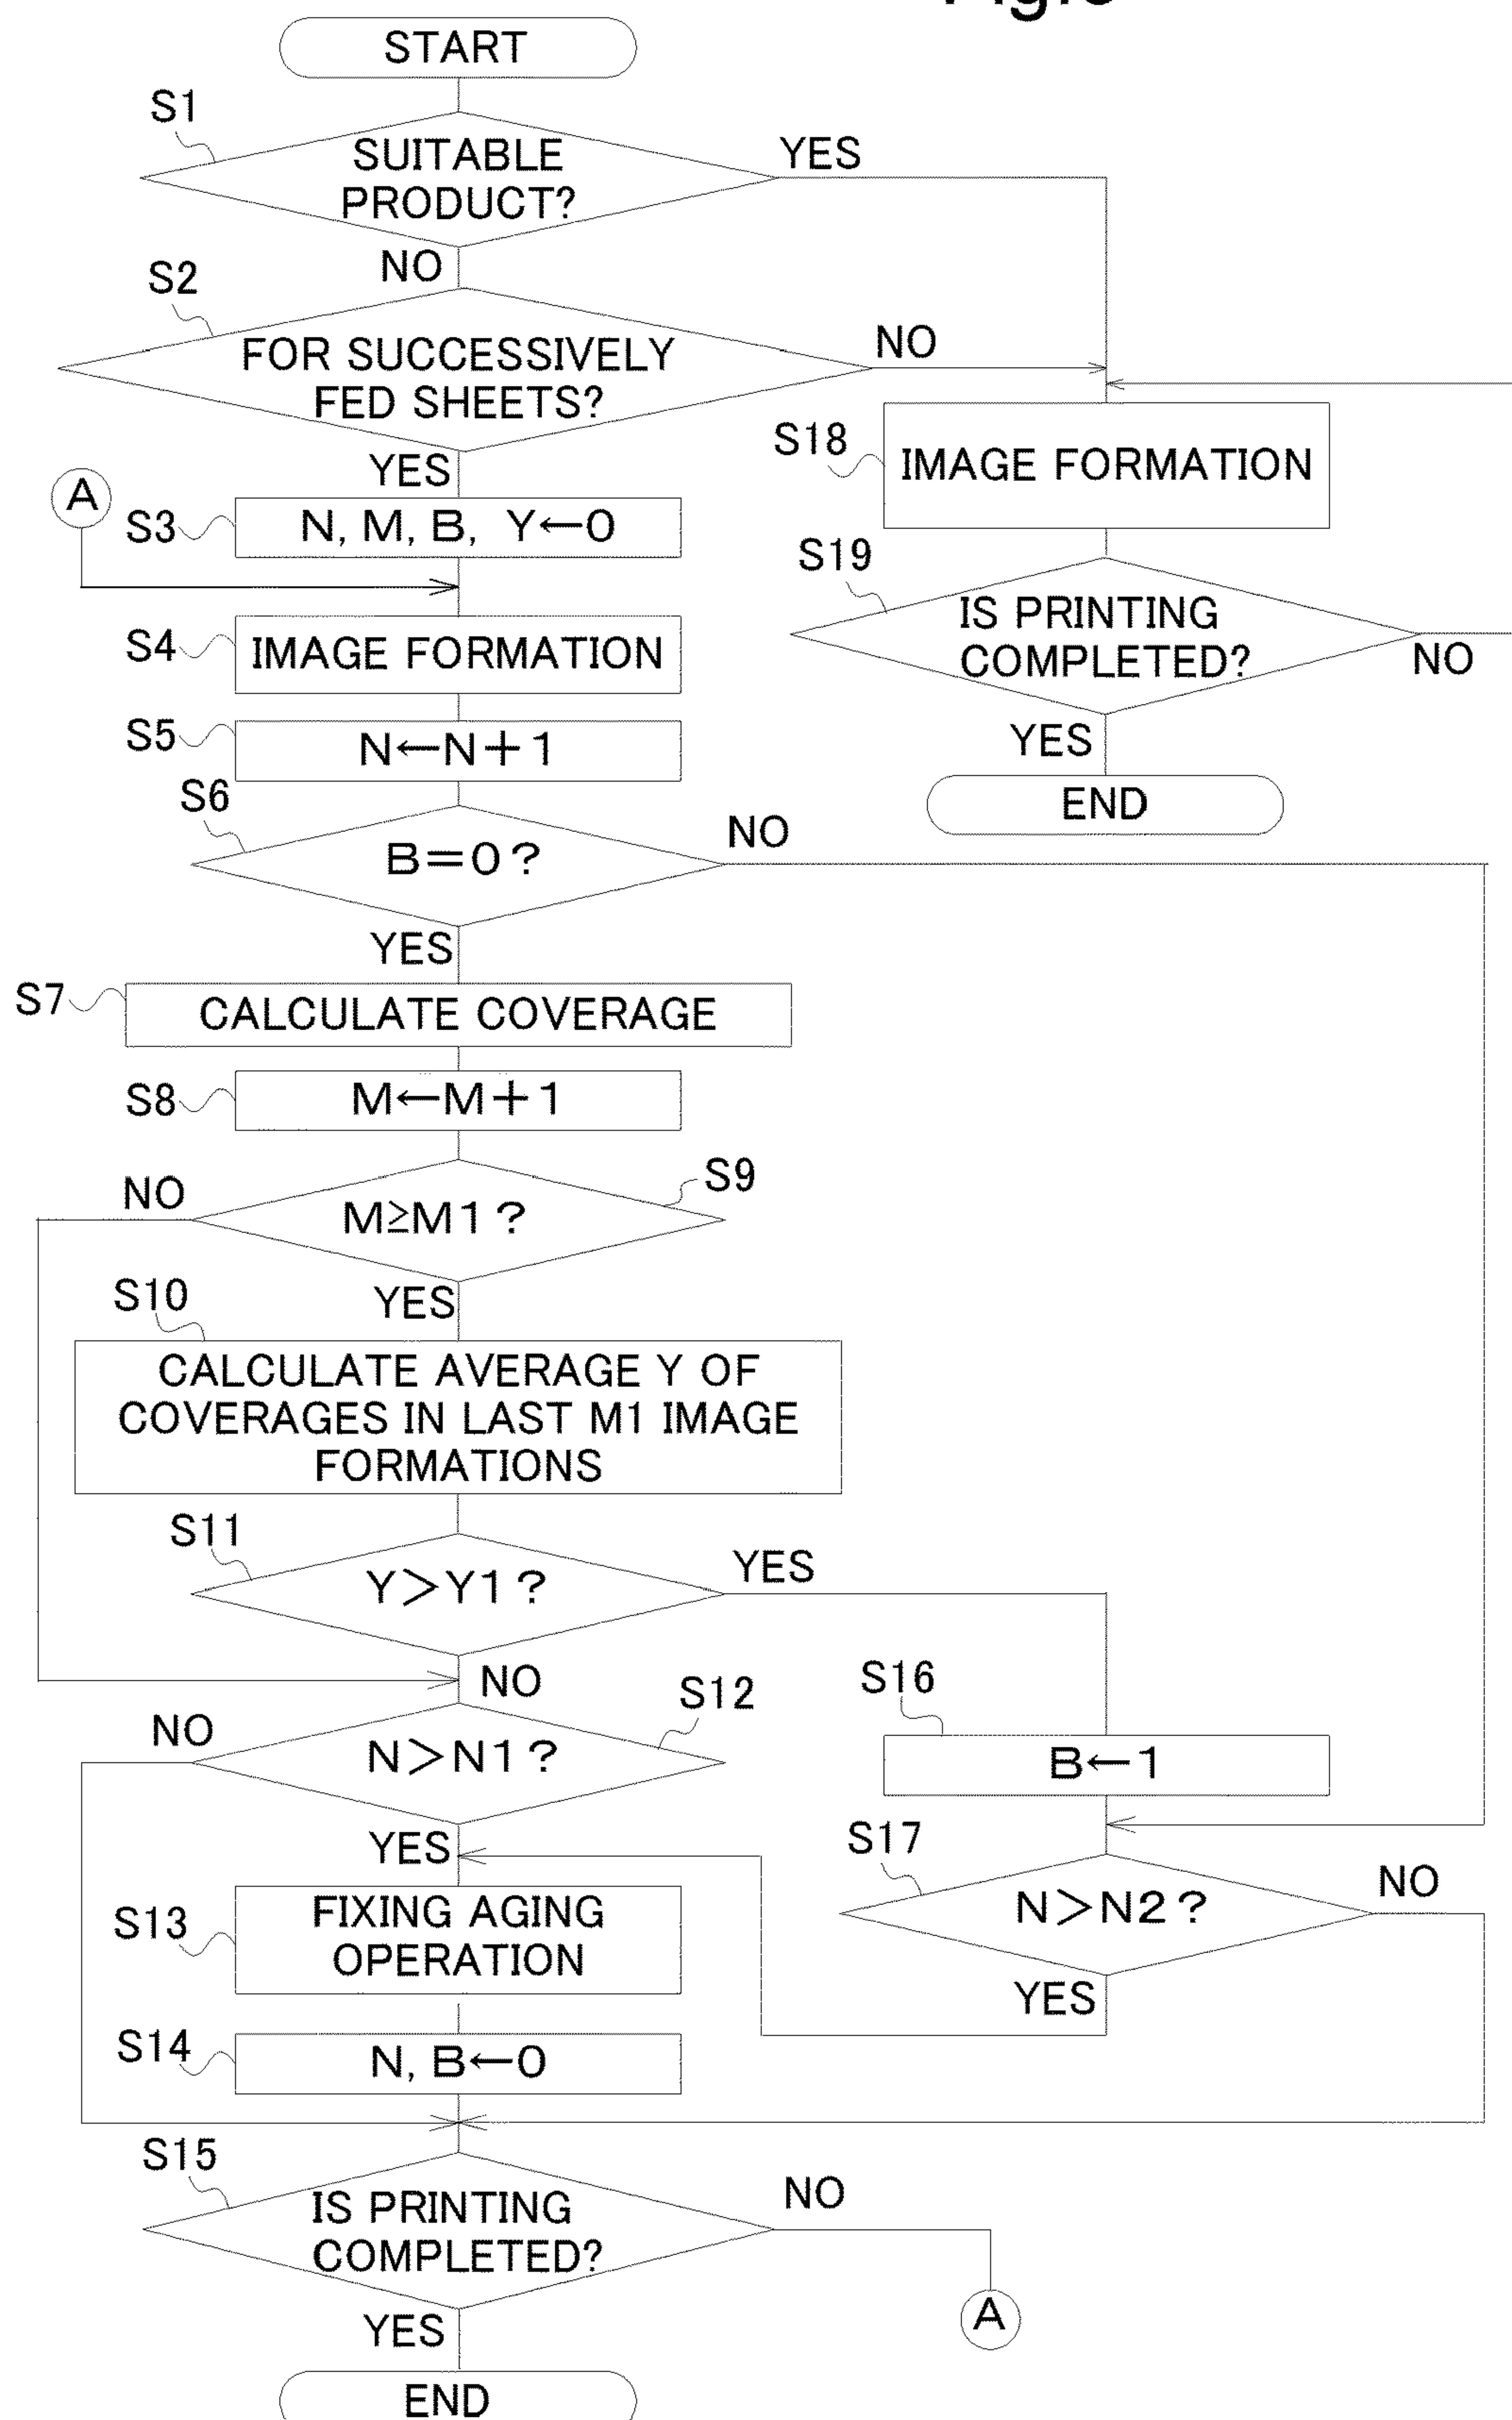 START
S1
SUITABLE
PRODUCT?
YES
NO
S2
FOR SUCCESSIVELY
FED SHEETS?
NO
YES
A
S3
N, M, B, Y←0
S18
IMAGE FORMATION
S19
IS PRINTING
COMPLETED?
NO
YES
END
S4
IMAGE FORMATION
S5
N←N+1
S6
B=0?
NO
YES
S7
CALCULATE COVERAGE
S8
M←M+1
S9
NO
M≥M1?
YES
S10
CALCULATE AVERAGE Y OF
COVERAGES IN LAST M1 IMAGE
FORMATIONS
S11
Y>Y1?
YES
NO
S12
NO
N>N1?
YES
S16
B←1
S17
N>N2?
NO
YES
S13
FIXING AGING
OPERATION
S14
N, B←0
S15
IS PRINTING
COMPLETED?
NO
A
YES
END